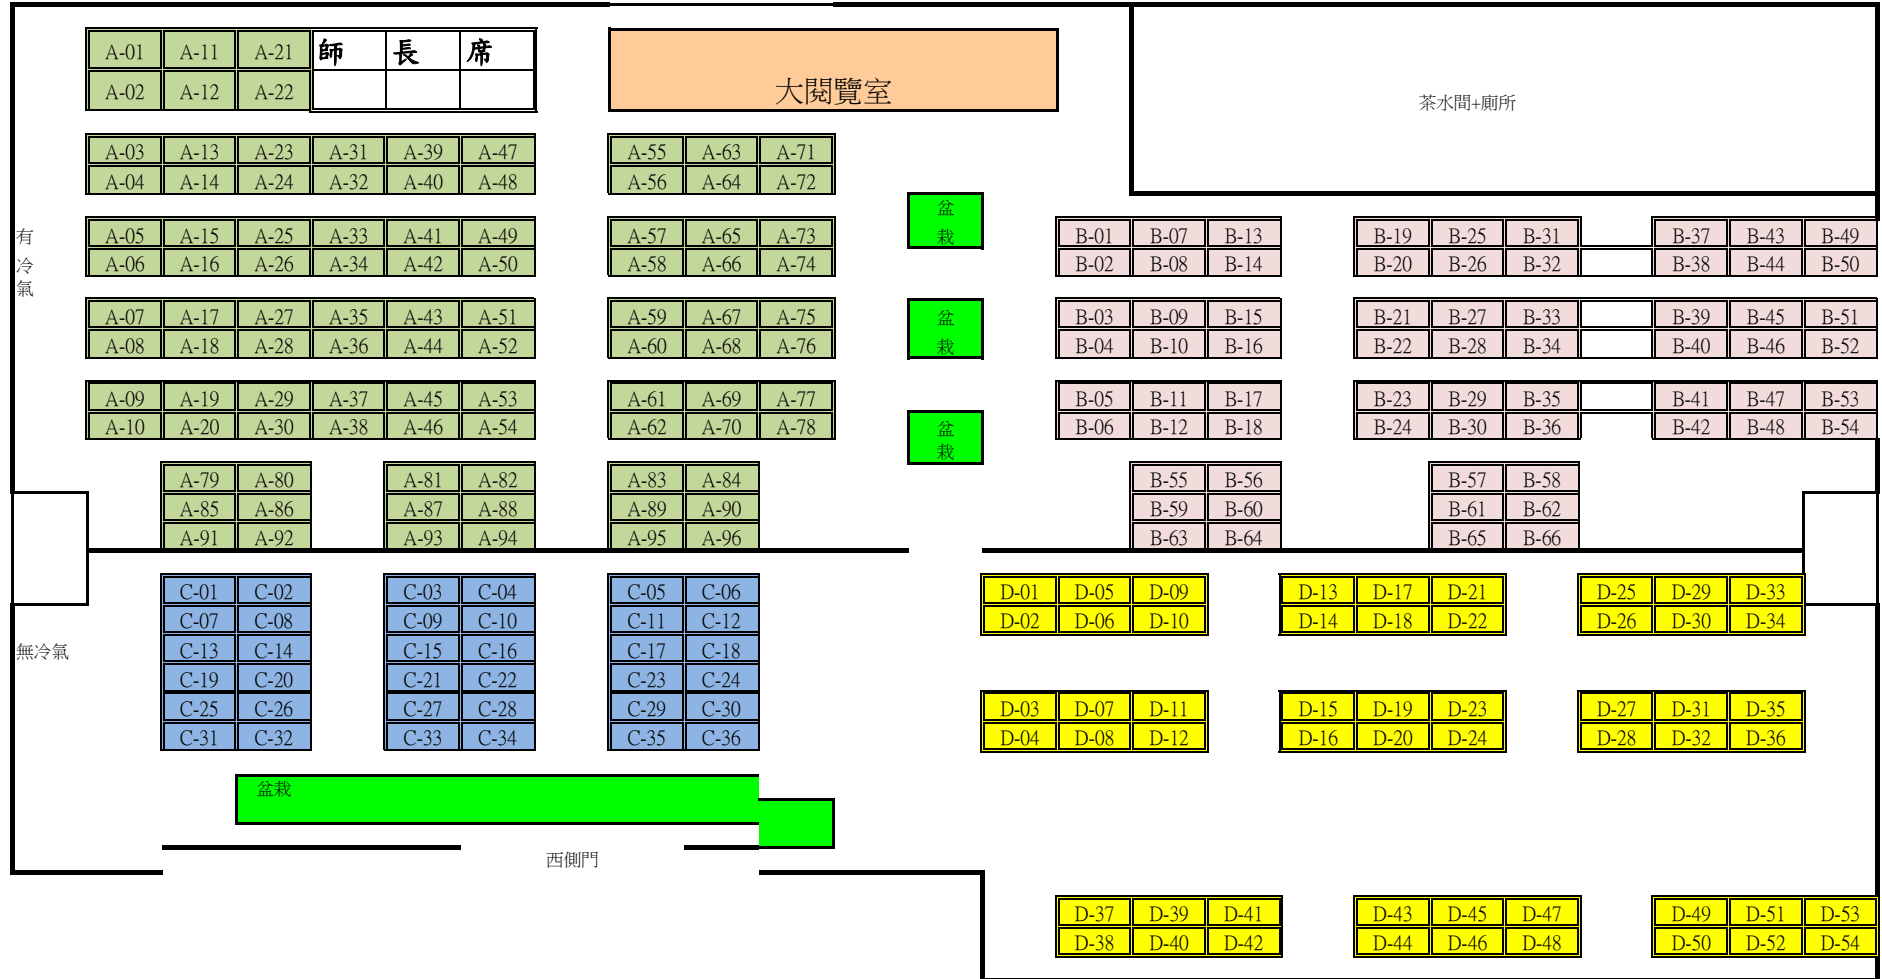 A-01 A-11 A-21 師 長 席
A-02 A-12 A-22
大閱覽室
茶水間+廁所
A-03 A-13 A-23 A-31 A-39 A-47 A-55 A-63 A-71
A-04 A-14 A-24 A-32 A-40 A-48 A-56 A-64 A-72
盆
有 A-05 A-15 A-25 A-33 A-41 A-49 A-57 A-65 A-73 栽 B-01 B-07 B-13 B-19 B-25 B-31 B-37 B-43 B-49
冷 A-06 A-16 A-26 A-34 A-42 A-50 A-58 A-66 A-74 B-02 B-08 B-14 B-20 B-26 B-32 B-38 B-44 B-50
氣
A-07 A-17 A-27 A-35 A-43 A-51 A-59 A-67 A-75 盆 B-03 B-09 B-15 B-21 B-27 B-33 B-39 B-45 B-51
A-08 A-18 A-28 A-36 A-44 A-52 A-60 A-68 A-76 栽 B-04 B-10 B-16 B-22 B-28 B-34 B-40 B-46 B-52
A-09 A-19 A-29 A-37 A-45 A-53 A-61 A-69 A-77 B-05 B-11 B-17 B-23 B-29 B-35 B-41 B-47 B-53
A-10 A-20 A-30 A-38 A-46 A-54 A-62 A-70 A-78 盆 B-06 B-12 B-18 B-24 B-30 B-36 B-42 B-48 B-54
栽
A-79 A-80 A-81 A-82 A-83 A-84 B-55 B-56 B-57 B-58
A-85 A-86 A-87 A-88 A-89 A-90 B-59 B-60 B-61 B-62
A-91 A-92 A-93 A-94 A-95 A-96 B-63 B-64 B-65 B-66
C-01 C-02 C-03 C-04 C-05 C-06 D-01 D-05 D-09 D-13 D-17 D-21 D-25 D-29 D-33
C-07 C-08 C-09 C-10 C-11 C-12 D-02 D-06 D-10 D-14 D-18 D-22 D-26 D-30 D-34
無冷氣 C-13 C-14 C-15 C-16 C-17 C-18
C-19 C-20 C-21 C-22 C-23 C-24
C-25 C-26 C-27 C-28 C-29 C-30 D-03 D-07 D-11 D-15 D-19 D-23 D-27 D-31 D-35
C-31 C-32 C-33 C-34 C-35 C-36 D-04 D-08 D-12 D-16 D-20 D-24 D-28 D-32 D-36
盆栽
西側門
D-37 D-39 D-41 D-43 D-45 D-47 D-49 D-51 D-53
D-38 D-40 D-42 D-44 D-46 D-48 D-50 D-52 D-54